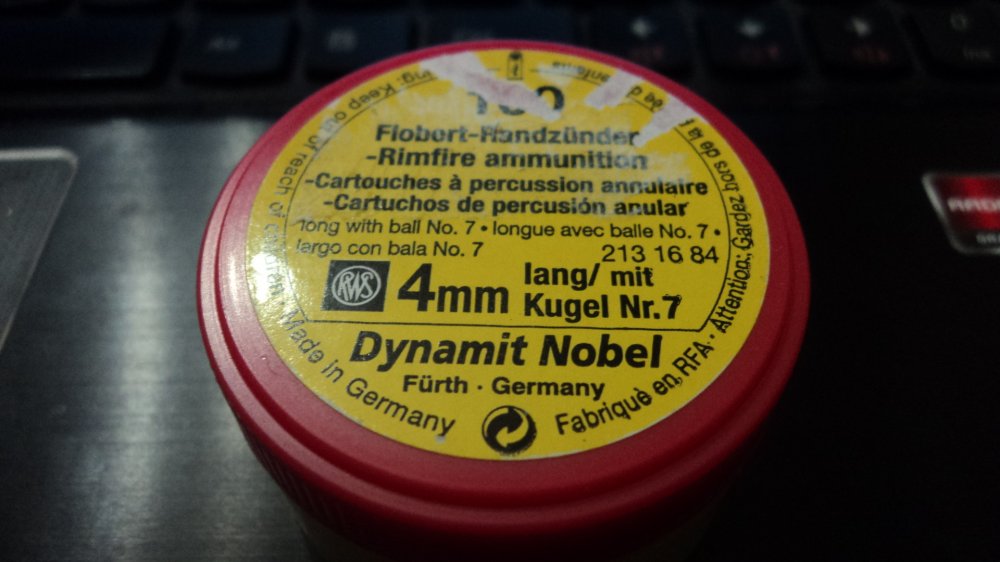 100
Flobert-Randzünder
-Rimfire ammunition
-Cartouches à percussion annulaire
-Cartuchos de percusión anular
long with ball No. 7 • longue avec balle No. 7 •
largo con bala No. 7
213 16 84
RWS
4mm
lang/ mit
Kugel Nr.7
Dynamit Nobel
Fürth · Germany
Keep out of reach of children
Made in Germany
Fabriqué en RFA • Attention: Gardez hors de la